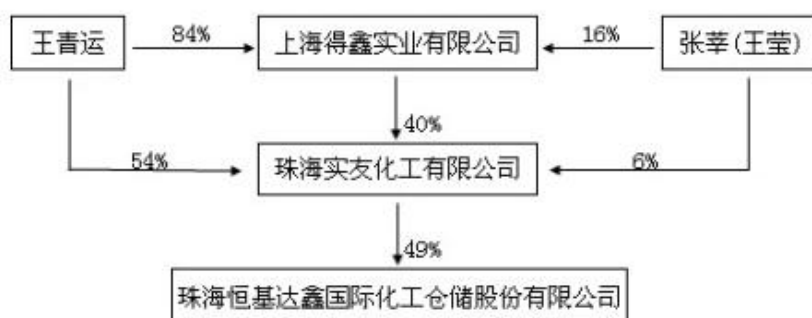 王青运 84% 上海得鑫实业有限公司 16% 张莘(王莹)
40%
54% 珠海实友化工有限公司 6%
49%
珠海恒基达鑫国际化工仓储股份有限公司